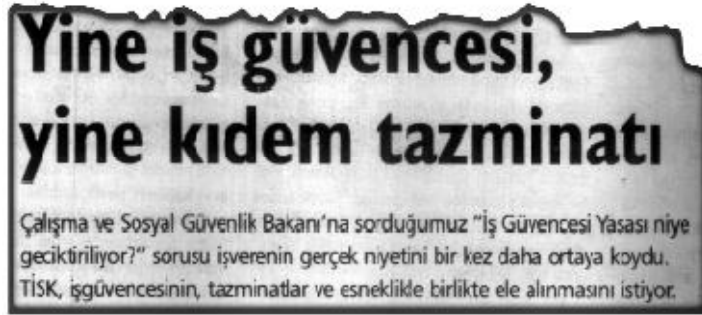 Yine iş güvencesi,
yine kıdem tazminatı
Çalışma ve Sosyal Güvenlik Bakanı'na sorduğumuz "İş Güvencesi Yasası niye
geciktiriliyor?" sorusu işverenin gerçek niyetini bir kez daha ortaya koydu.
TİSK, işgüvencesinin, tazminatlar ve esneklikle birlikte ele alınmasını istiyor.